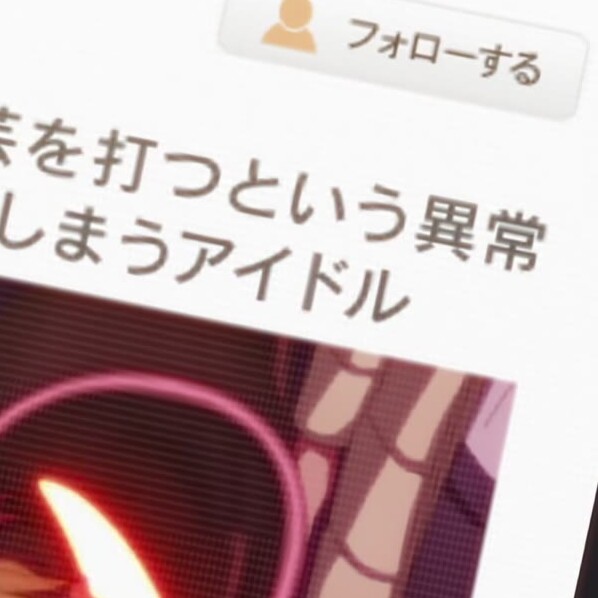 フォローする
芸を打つという異常
しまうアイドル